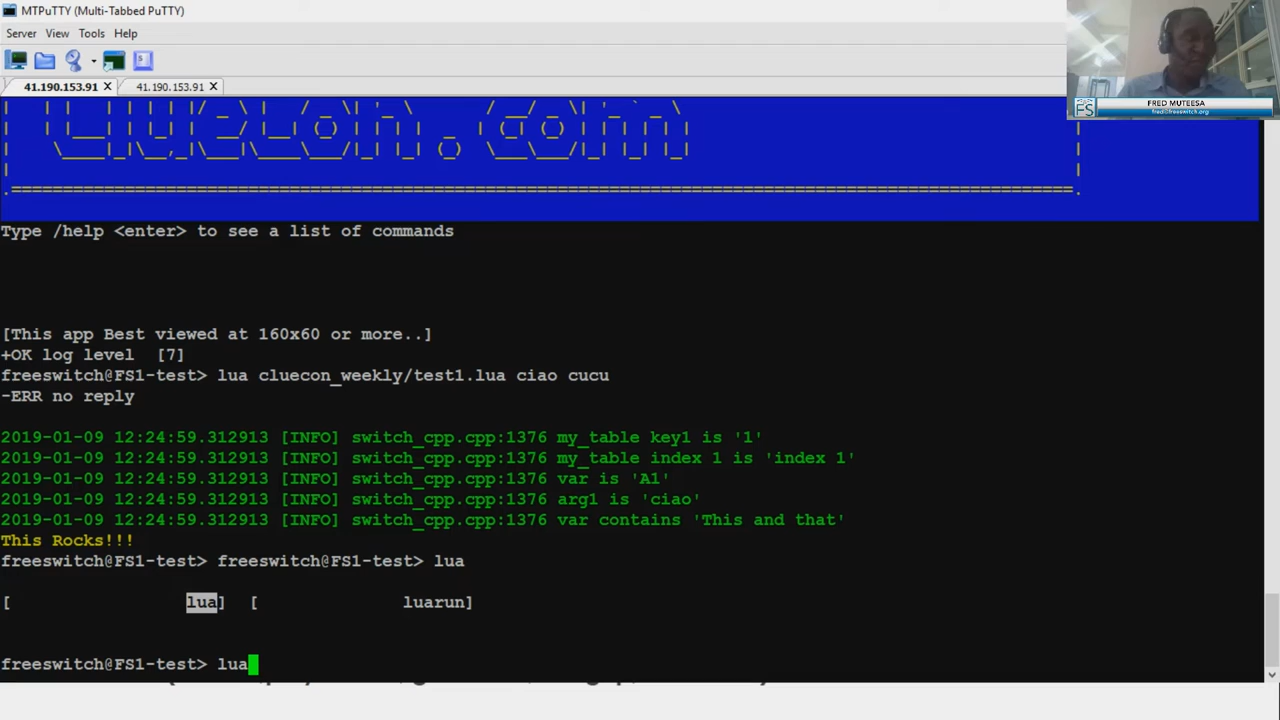 MTPuTTY (Multi-Tabbed PuTTY)
Server View Tools Help
41.190.153.91 41.190.153.91
FRED MUTEESA
FS fred@freeswitch.org
cluecon.com
Type /help <enter> to see a list of commands
[This app Best viewed at 160x60 or more..]
+OK log level [7]
freeswitch@FS1-test> lua cluecon_weekly/test1.lua ciao cucu
-ERR no reply
2019-01-09 12:24:59.312913 [INFO] switch_cpp.cpp:1376 my_table key1 is '1'
2019-01-09 12:24:59.312913 [INFO] switch_cpp.cpp:1376 my_table index 1 is 'index 1'
2019-01-09 12:24:59.312913 [INFO] switch_cpp.cpp:1376 var is 'A1'
2019-01-09 12:24:59.312913 [INFO] switch_cpp.cpp:1376 arg1 is 'ciao'
2019-01-09 12:24:59.312913 [INFO] switch_cpp.cpp:1376 var contains 'This and that'
This Rocks!!!
freeswitch@FS1-test> freeswitch@FS1-test> lua
[ lua] [ luarun]
freeswitch@FS1-test> lua